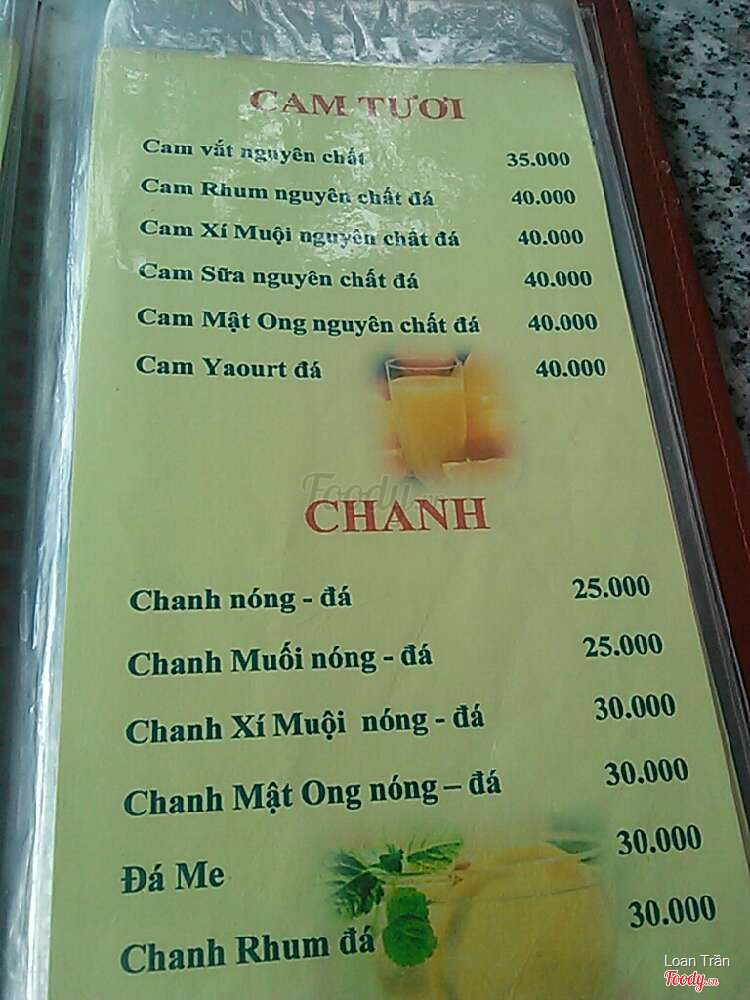 CAM TƯƠI
Cam vắt nguyên chất 35.000
Cam Rhum nguyên chất đá 40.000
Cam Xí Muội nguyên chất đá 40.000
Cam Sữa nguyên chất đá 40.000
Cam Mật Ong nguyên chất đá 40.000
Cam Yaourt đá 40.000
Foody.vn
CHANH
Chanh nóng - đá 25.000
Chanh Muối nóng - đá 25.000
Chanh Xí Muội nóng - đá 30.000
Chanh Mật Ong nóng – đá 30.000
Đá Me 30.000
Chanh Rhum đá 30.000
Loan Trần
Foody.vn